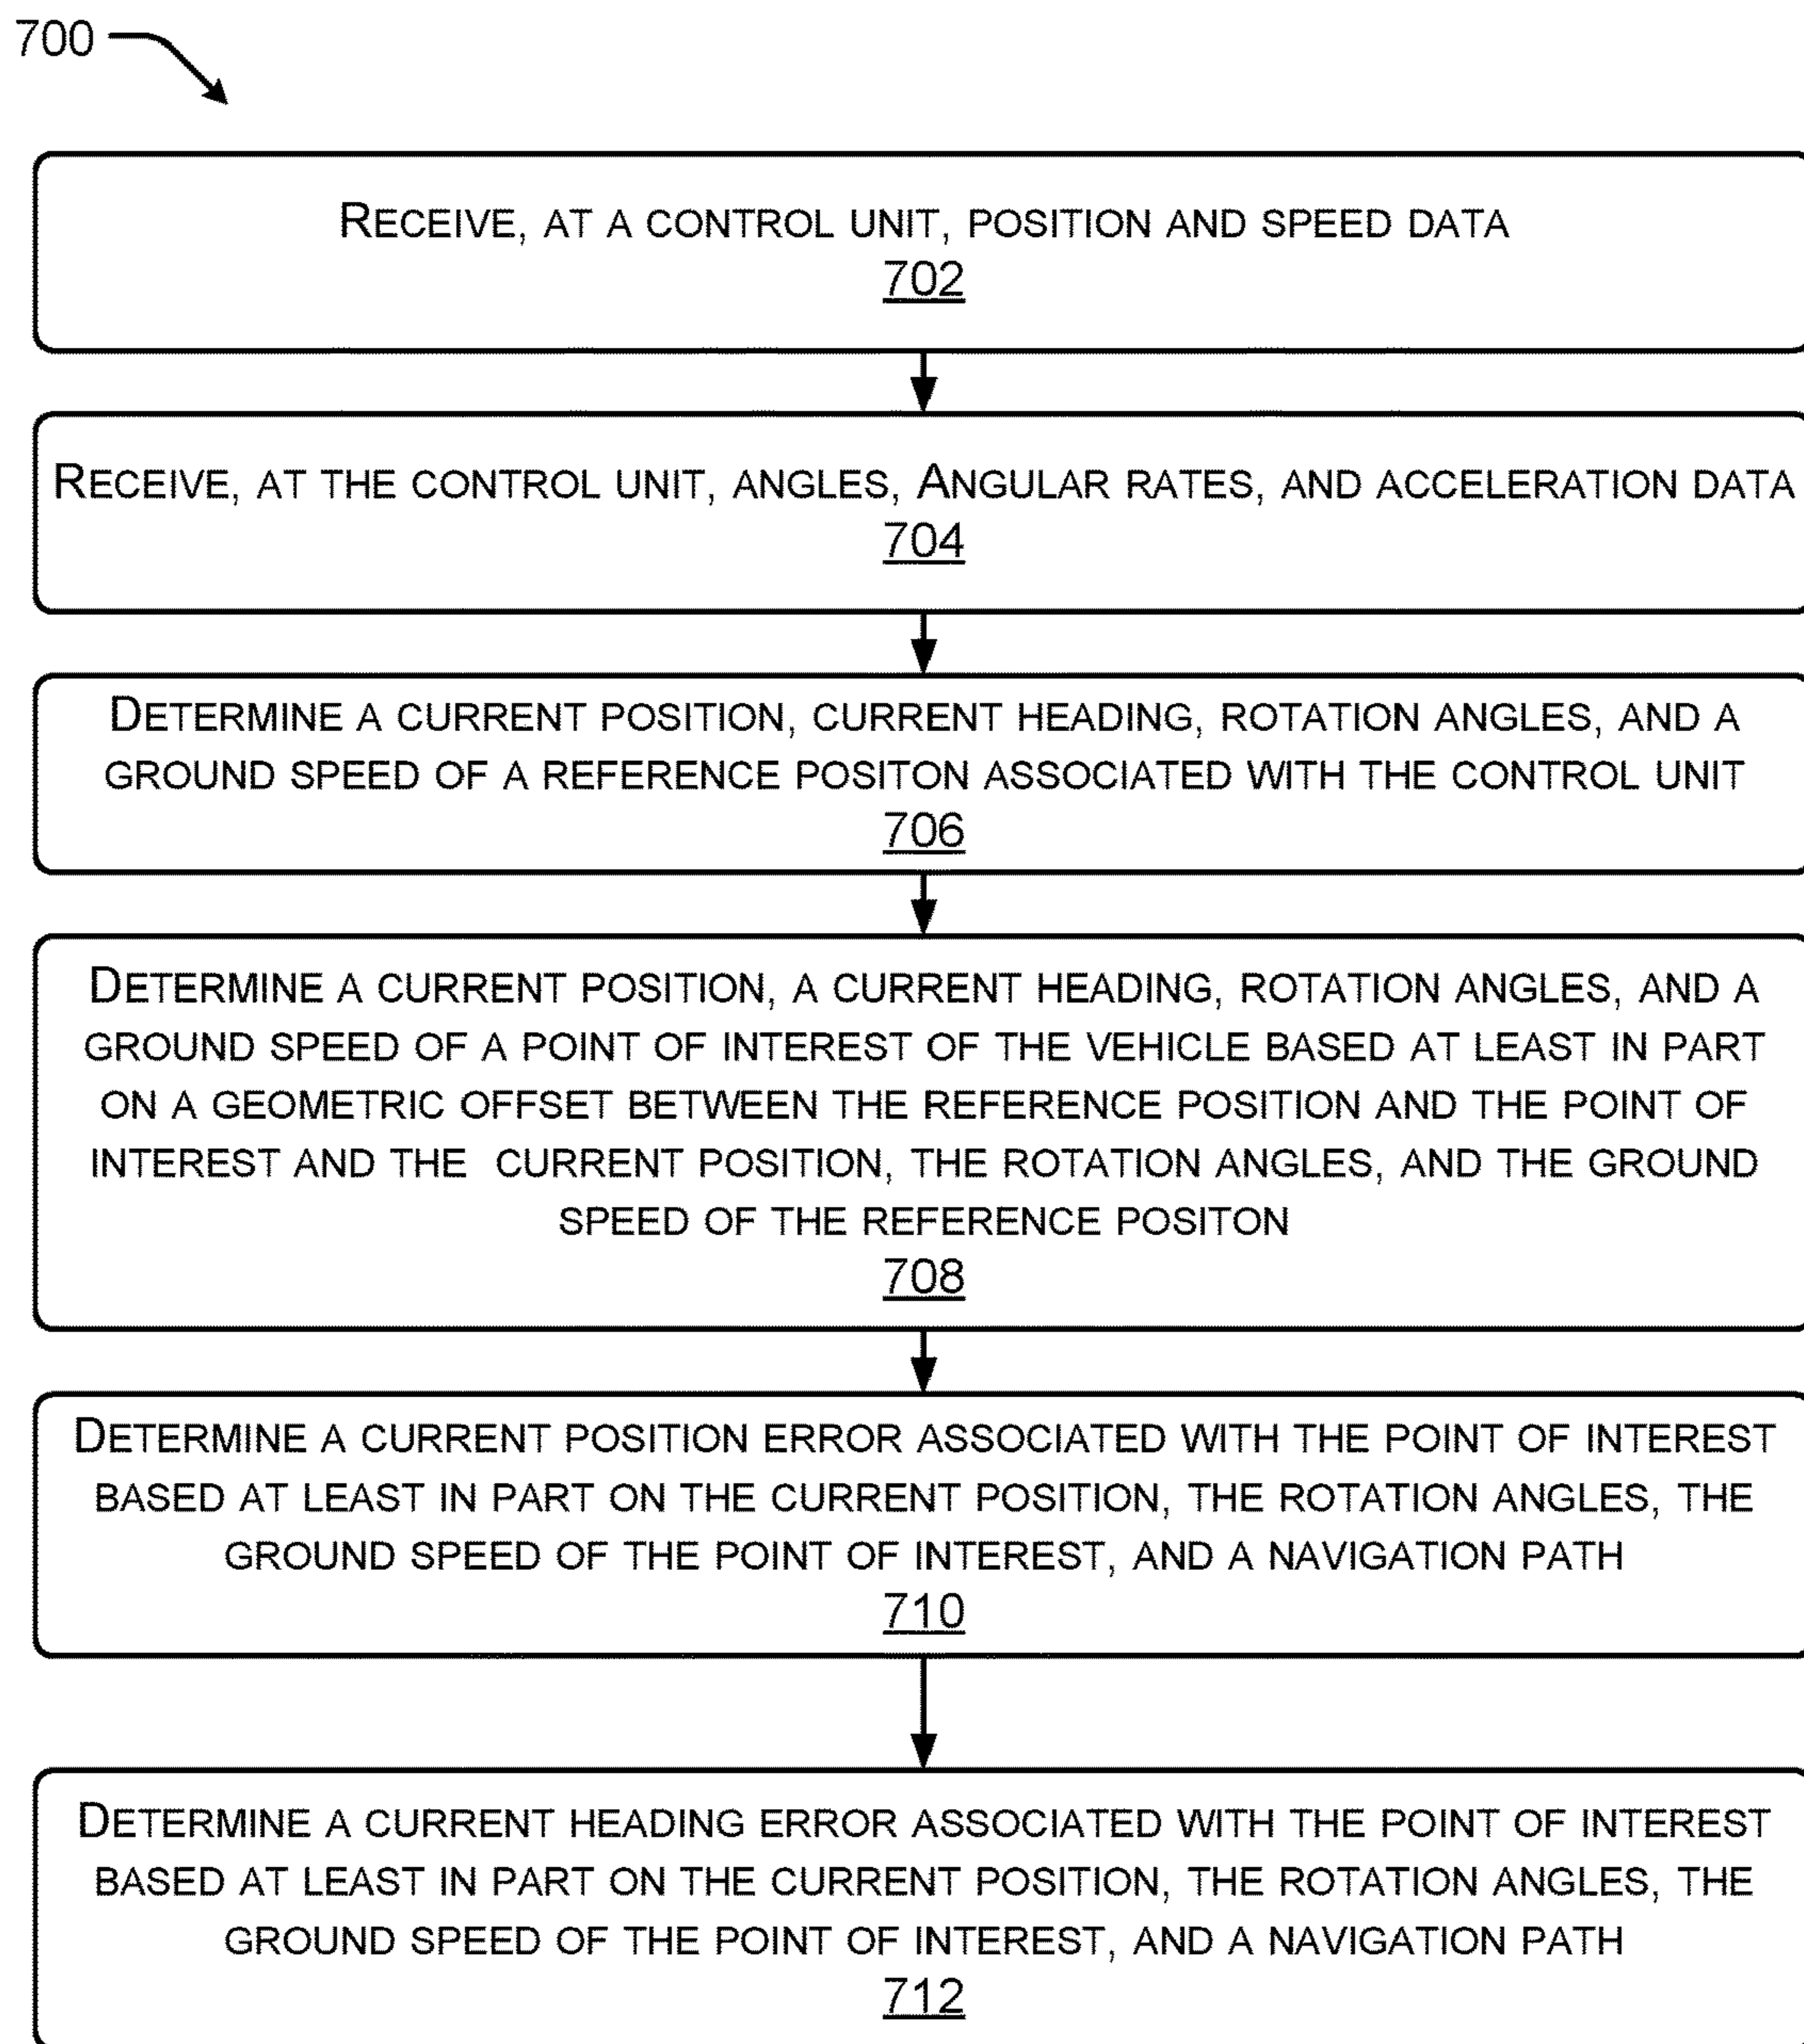 700
RECEIVE, AT A CONTROL UNIT, POSITION AND SPEED DATA
702
RECEIVE, AT THE CONTROL UNIT, ANGLES, ANGULAR RATES, AND ACCELERATION DATA
704
DETERMINE A CURRENT POSITION, CURRENT HEADING, ROTATION ANGLES, AND A
GROUND SPEED OF A REFERENCE POSITON ASSOCIATED WITH THE CONTROL UNIT
706
DETERMINE A CURRENT POSITION, A CURRENT HEADING, ROTATION ANGLES, AND A
GROUND SPEED OF A POINT OF INTEREST OF THE VEHICLE BASED AT LEAST IN PART
ON A GEOMETRIC OFFSET BETWEEN THE REFERENCE POSITION AND THE POINT OF
INTEREST AND THE CURRENT POSITION, THE ROTATION ANGLES, AND THE GROUND
SPEED OF THE REFERENCE POSITON
708
DETERMINE A CURRENT POSITION ERROR ASSOCIATED WITH THE POINT OF INTEREST
BASED AT LEAST IN PART ON THE CURRENT POSITION, THE ROTATION ANGLES, THE
GROUND SPEED OF THE POINT OF INTEREST, AND A NAVIGATION PATH
710
DETERMINE A CURRENT HEADING ERROR ASSOCIATED WITH THE POINT OF INTEREST
BASED AT LEAST IN PART ON THE CURRENT POSITION, THE ROTATION ANGLES, THE
GROUND SPEED OF THE POINT OF INTEREST, AND A NAVIGATION PATH
712